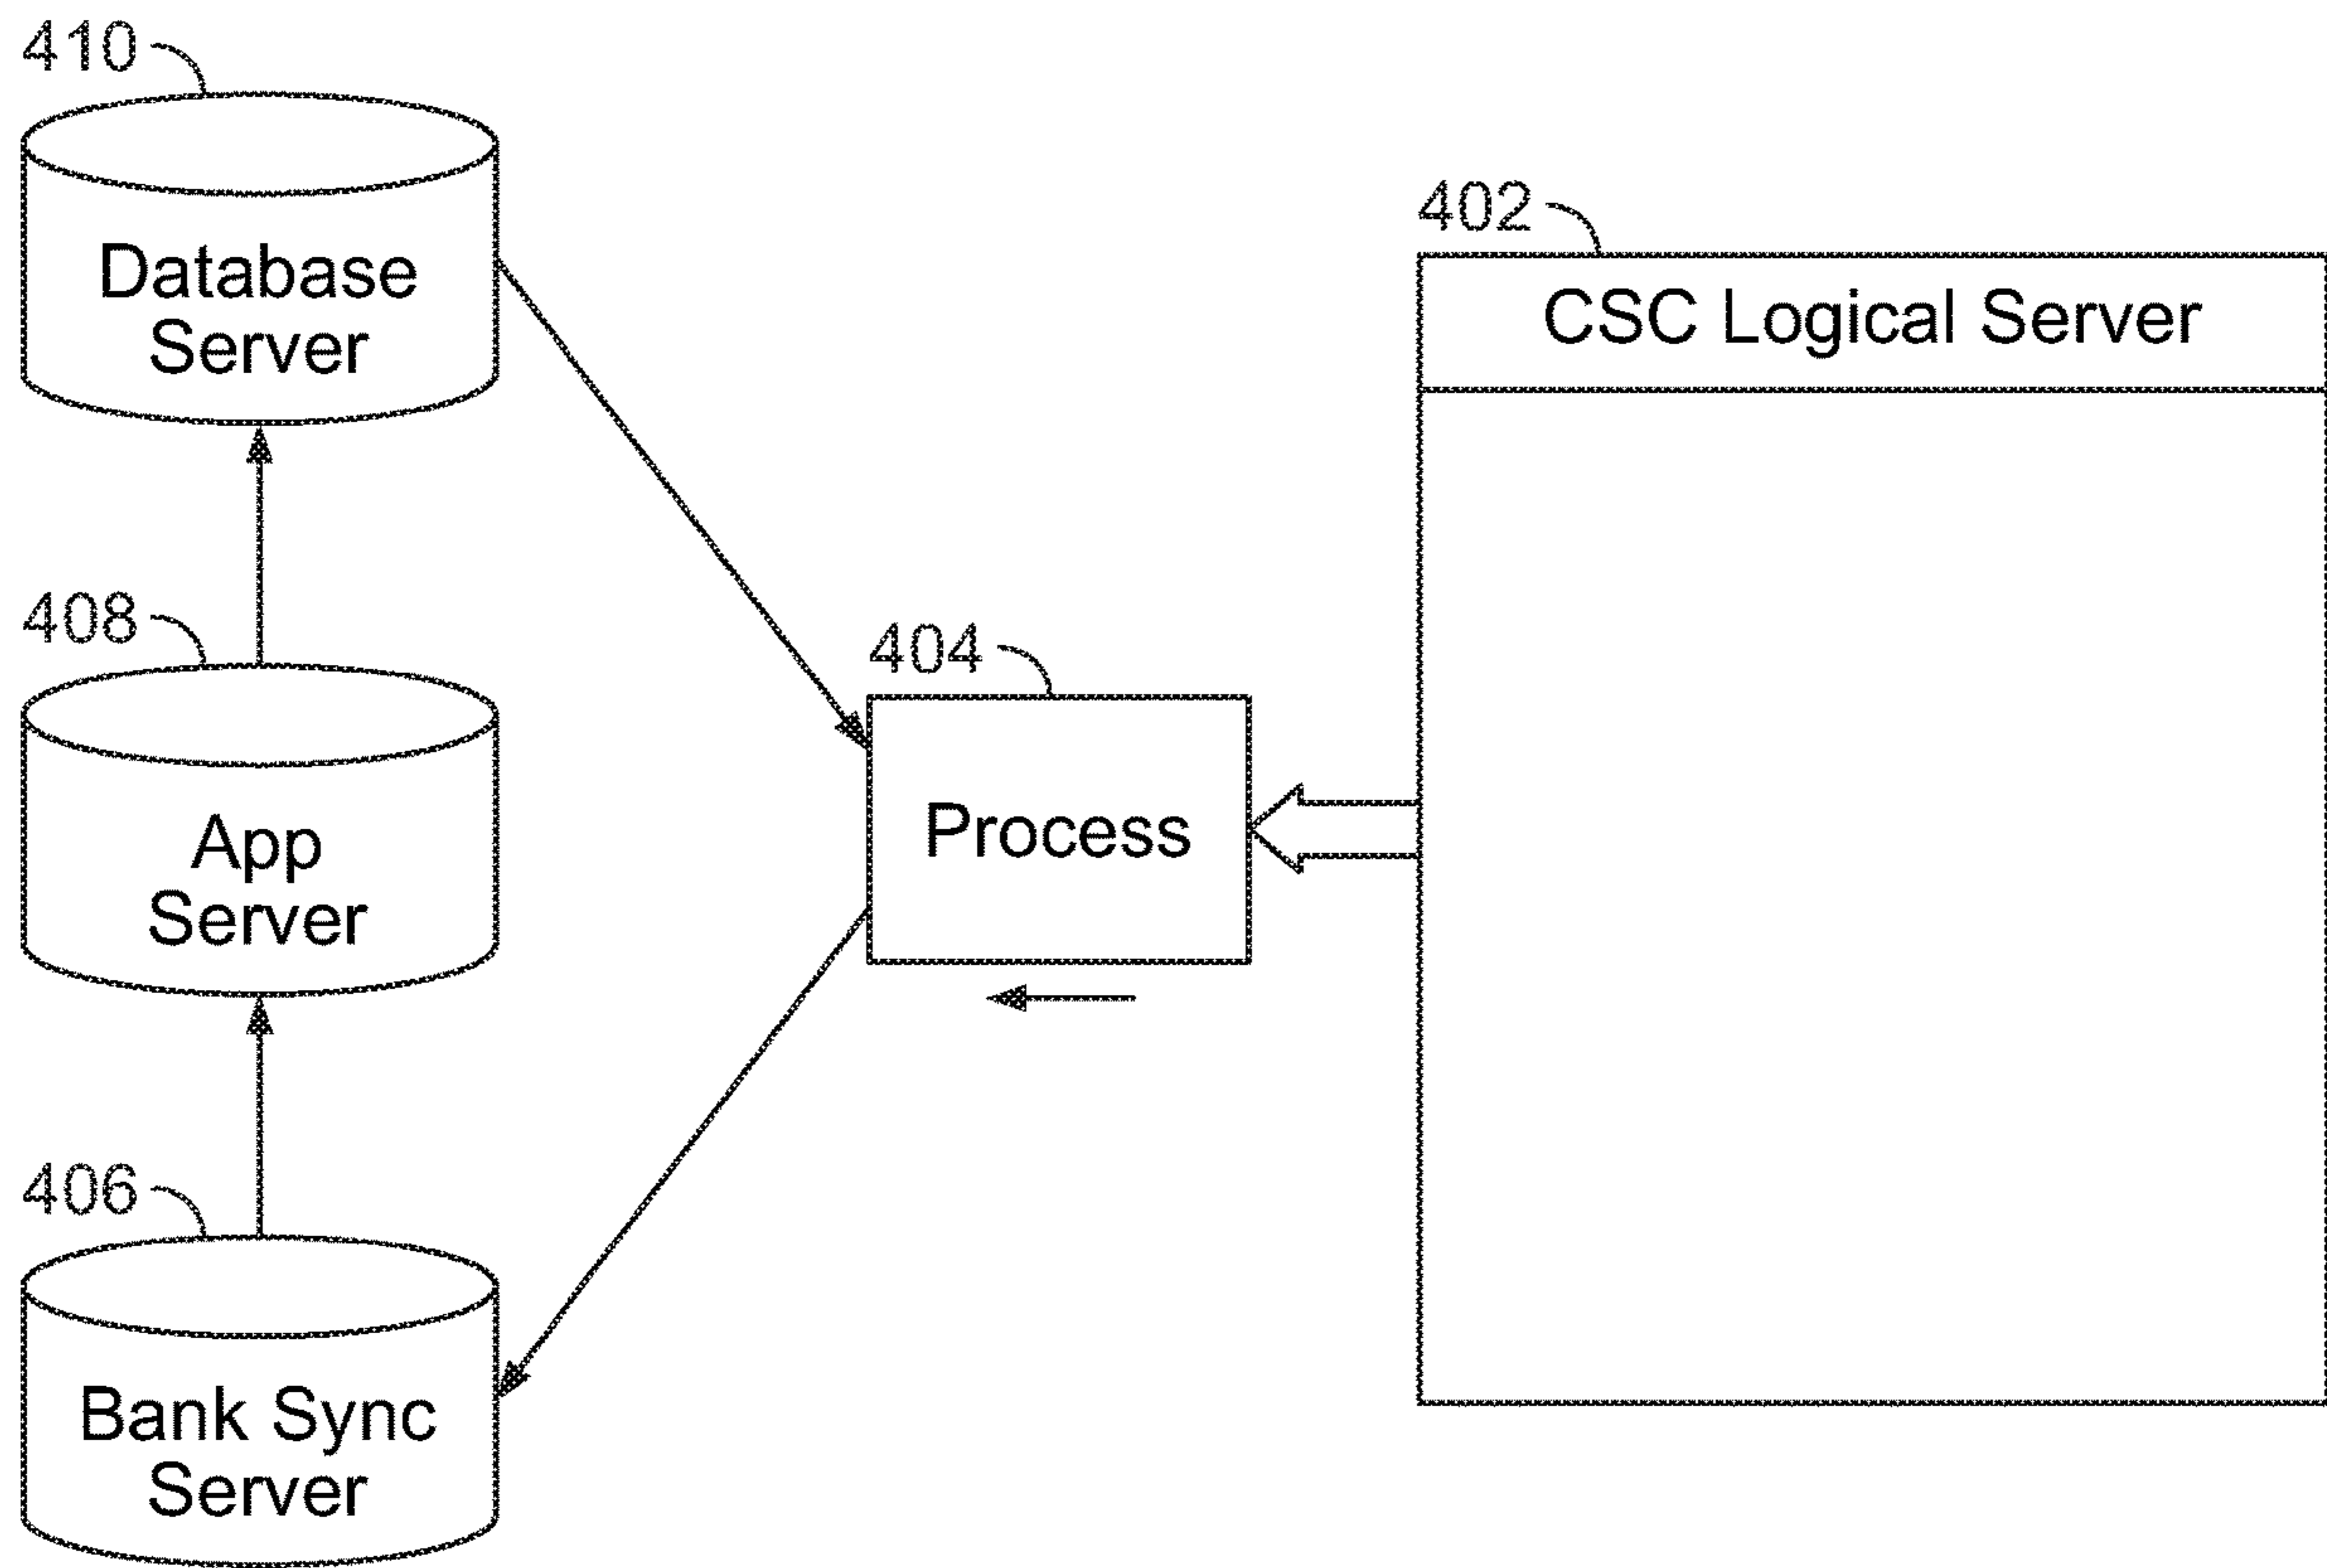 410
Database
Server
402
CSC Logical Server
408
404
App
Server
Process
406
Bank Sync
Server